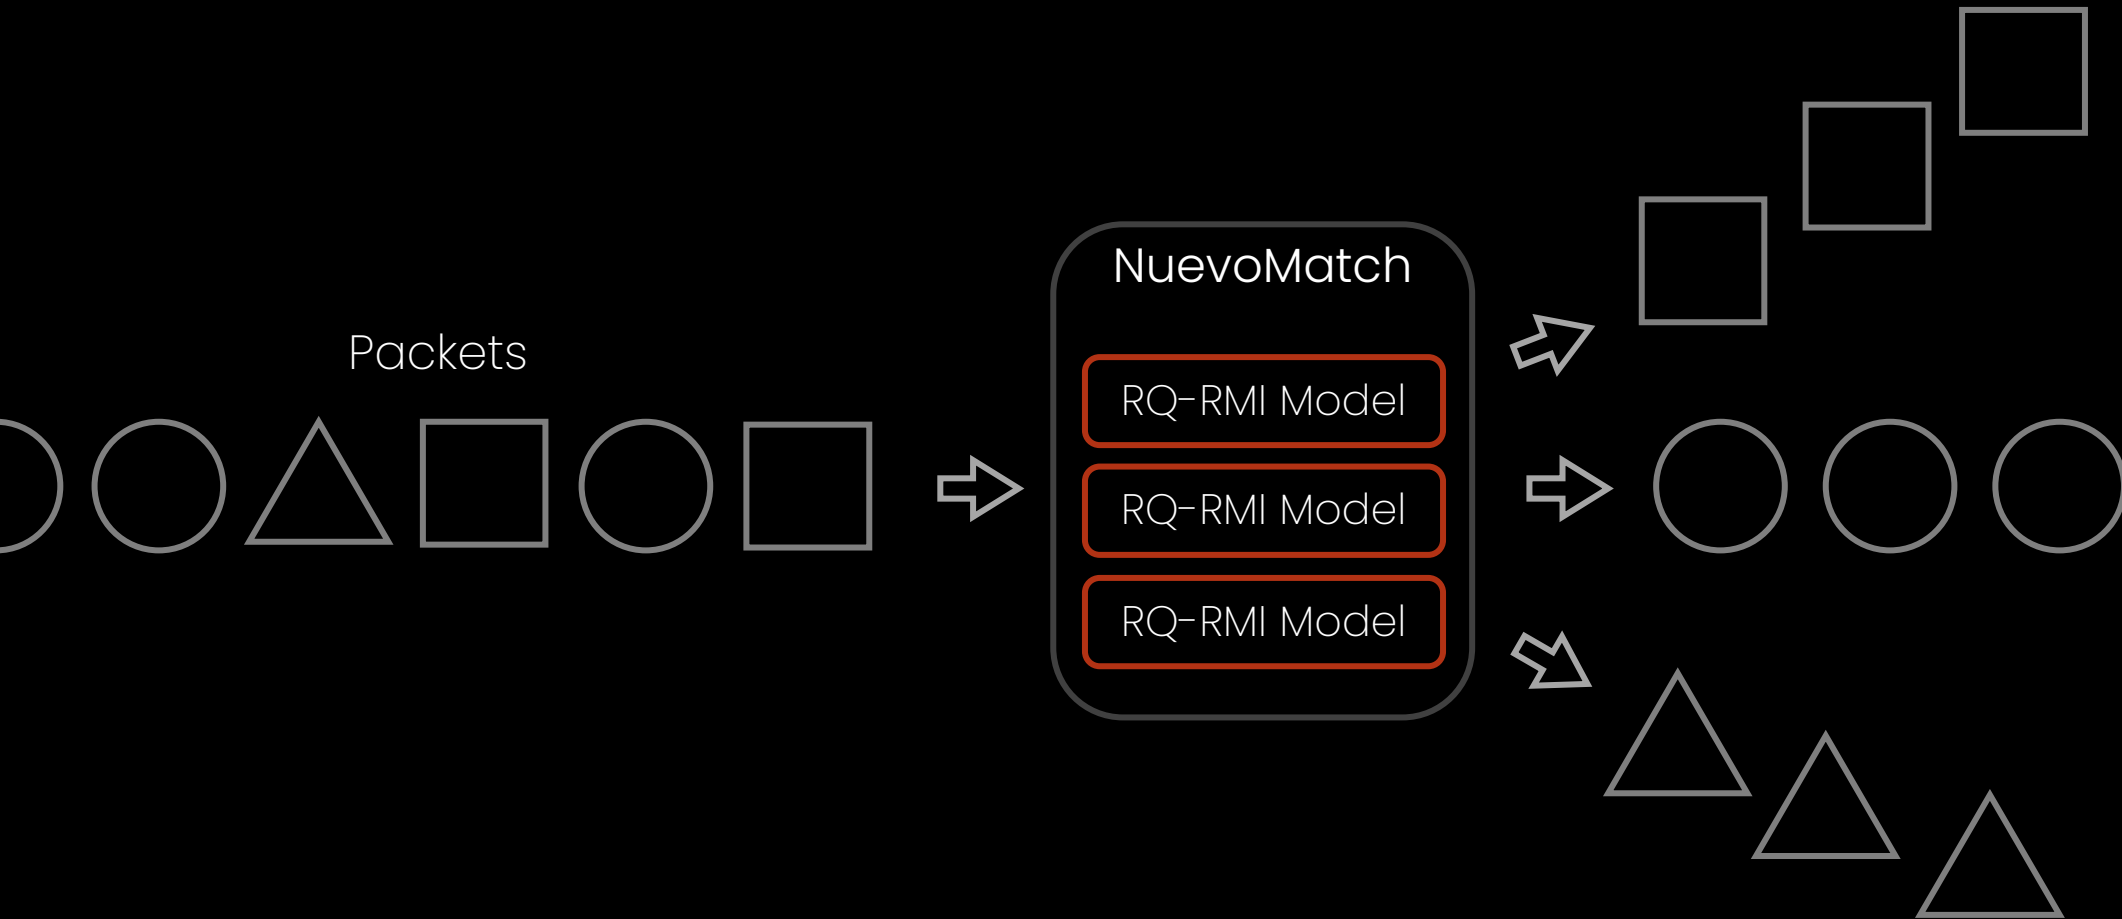 Packets
NuevoMatch
RQ-RMI Model
RQ-RMI Model
RQ-RMI Model